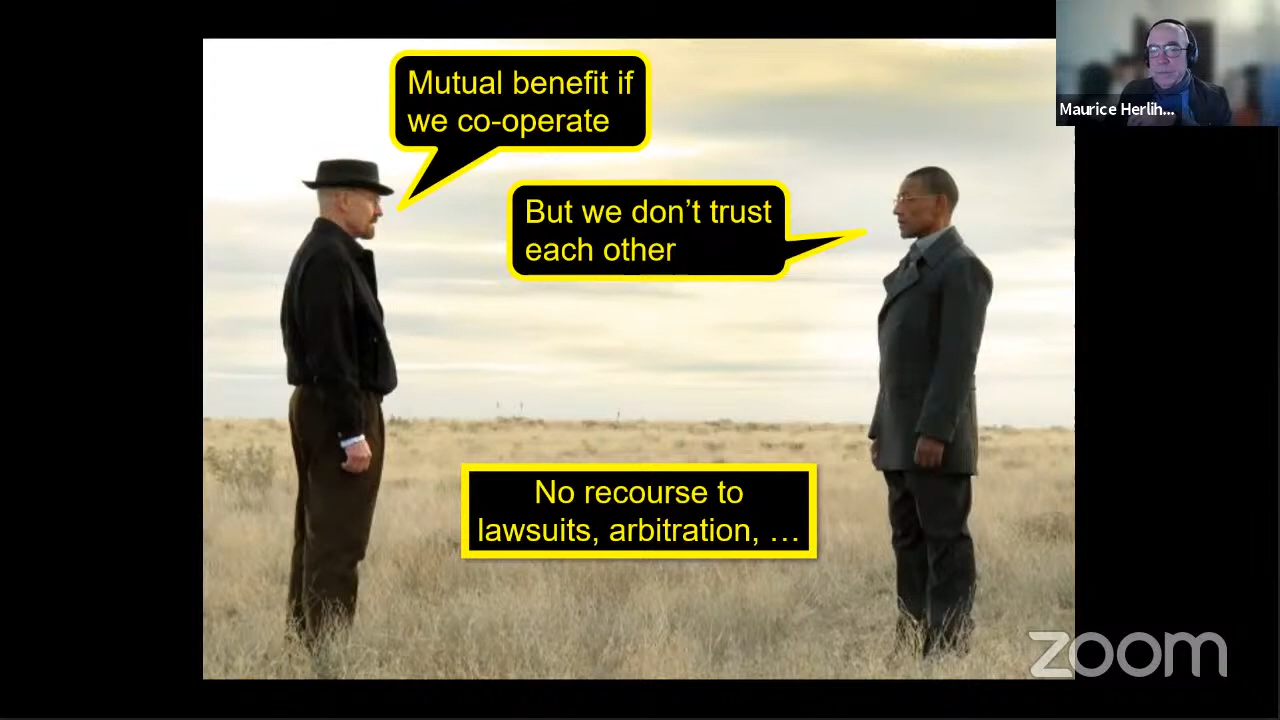 Mutual benefit if
we co-operate
Maurice Herlih...
But we don’t trust
each other
No recourse to
lawsuits, arbitration, …
zoom